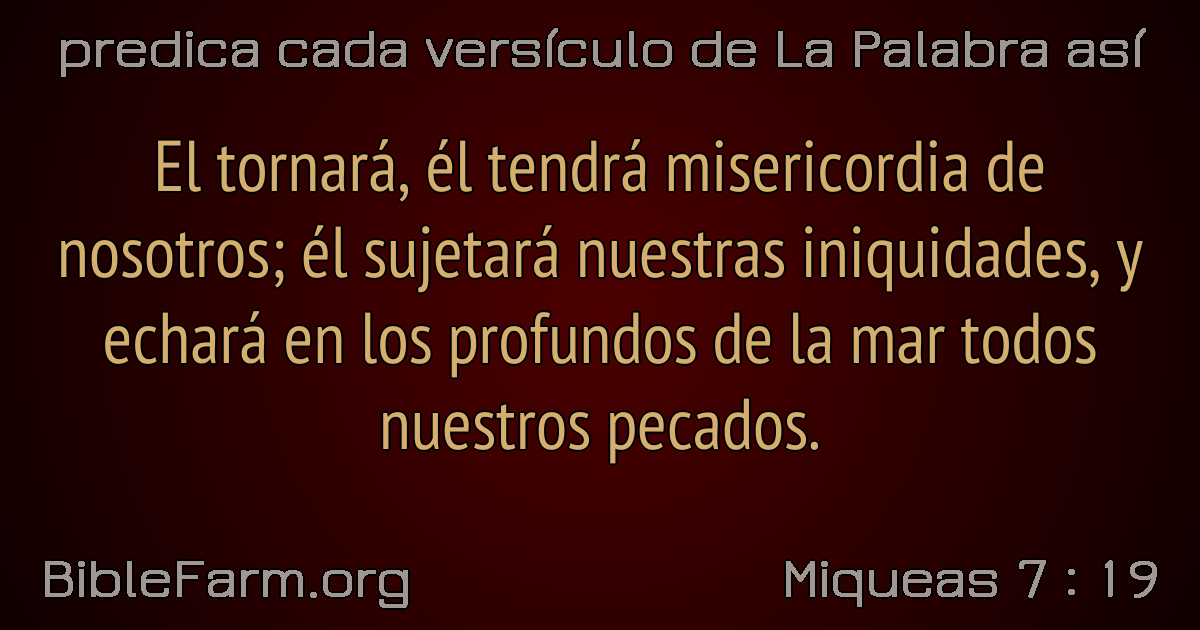 predica cada versículo de La Palabra así
El tornará, él tendrá misericordia de
nosotros; él sujetará nuestras iniquidades, y
echará en los profundos de la mar todos
nuestros pecados.
BibleFarm.org
Miqueas 7 : 19